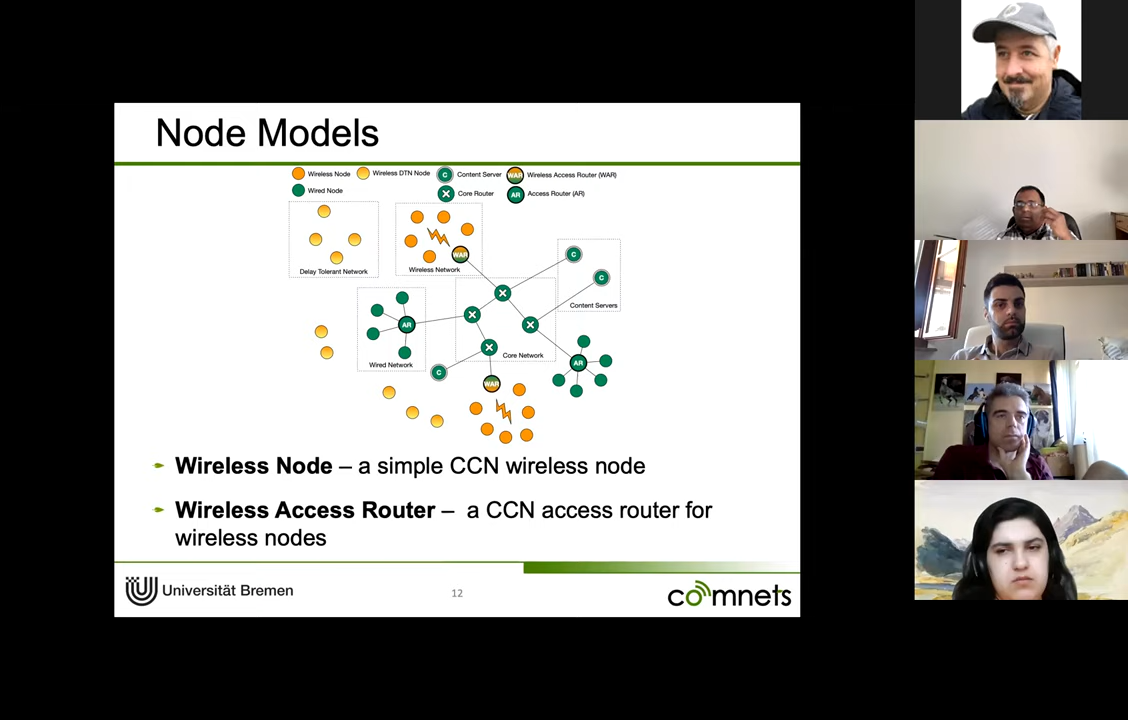 Node Models
Wireless Node
Wireless DTN Node
C
Content Server
WAR
Wireless Access Router (WAR)
Wired Node
Core Router
AR
Access Router (AR)
WAR
Delay Tolerant Network
Wireless Network
C
C
Content Servers
AR
Wired Network
Core Network
C
AR
WAR
Wireless Node – a simple CCN wireless node
Wireless Access Router – a CCN access router for
wireless nodes
Universität Bremen
12
comnets